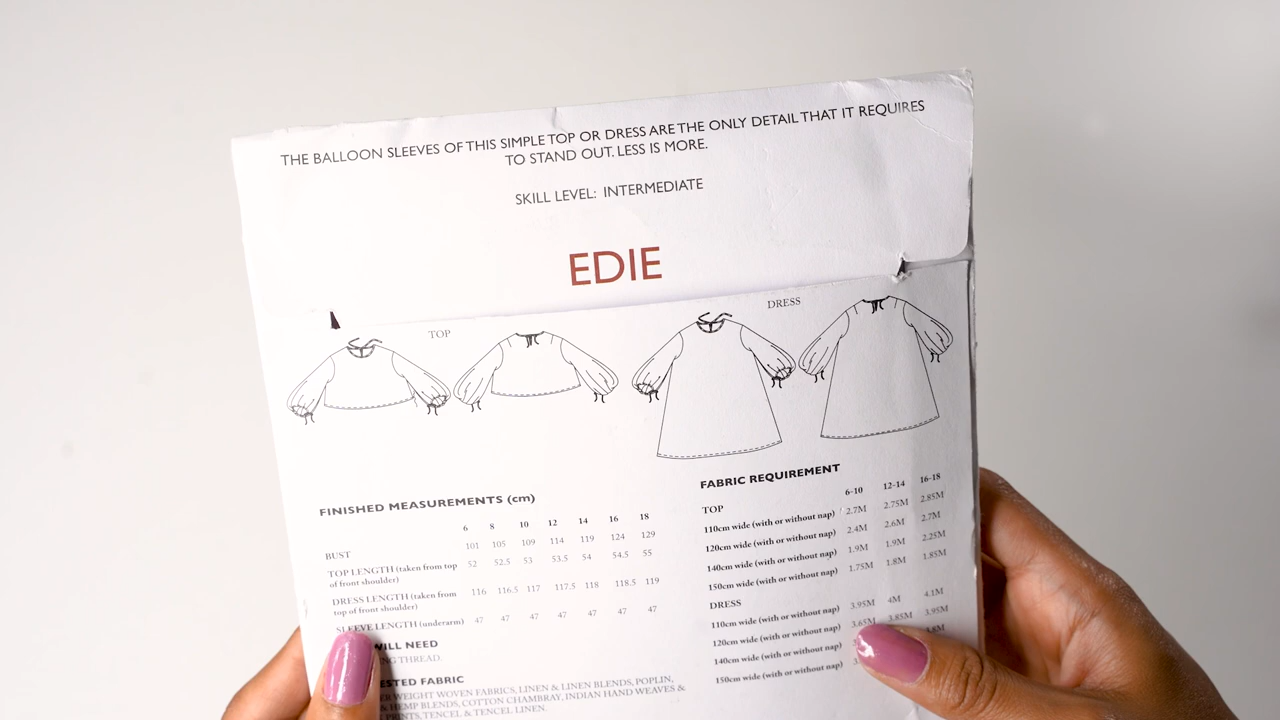 THE BALLOON SLEEVES OF THIS SIMPLE TOP OR DRESS ARE THE ONLY DETAIL THAT IT REQUIRES
TO STAND OUT. LESS IS MORE.
SKILL LEVEL: INTERMEDIATE
EDIE
TOP
DRESS
FINISHED MEASUREMENTS (cm)
6 8 10 12 14 16 18
BUST 101 105 109 114 119 124 129
TOP LENGTH (taken from top 52 52.5 53 53.5 54 54.5 55
of front shoulder)
DRESS LENGTH (taken from 116 116.5 117 117.5 118 118.5 119
top of front shoulder)
SLEEVE LENGTH (underarm) 47 47 47 47 47 47 47
WILL NEED
THREAD.
FABRIC
WEIGHT WOVEN FABRICS, LINEN & LINEN BLENDS, POPLIN,
& HEMP BLENDS, COTTON CHAMBRAY, INDIAN HAND WEAVES &
PRINTS, TENCEL & TENCEL LINEN.
FABRIC REQUIREMENT
6-10 12-14 16-18
TOP
110cm wide (with or without nap) 2.7M 2.75M 2.85M
120cm wide (with or without nap) 2.4M 2.6M 2.7M
140cm wide (with or without nap) 1.9M 1.9M 2.25M
150cm wide (with or without nap) 1.75M 1.8M 1.85M
DRESS
110cm wide (with or without nap) 3.95M 4M 4.1M
120cm wide (with or without nap) 3.65M 3.85M 3.95M
140cm wide (with or without nap)
150cm wide (with or without nap)